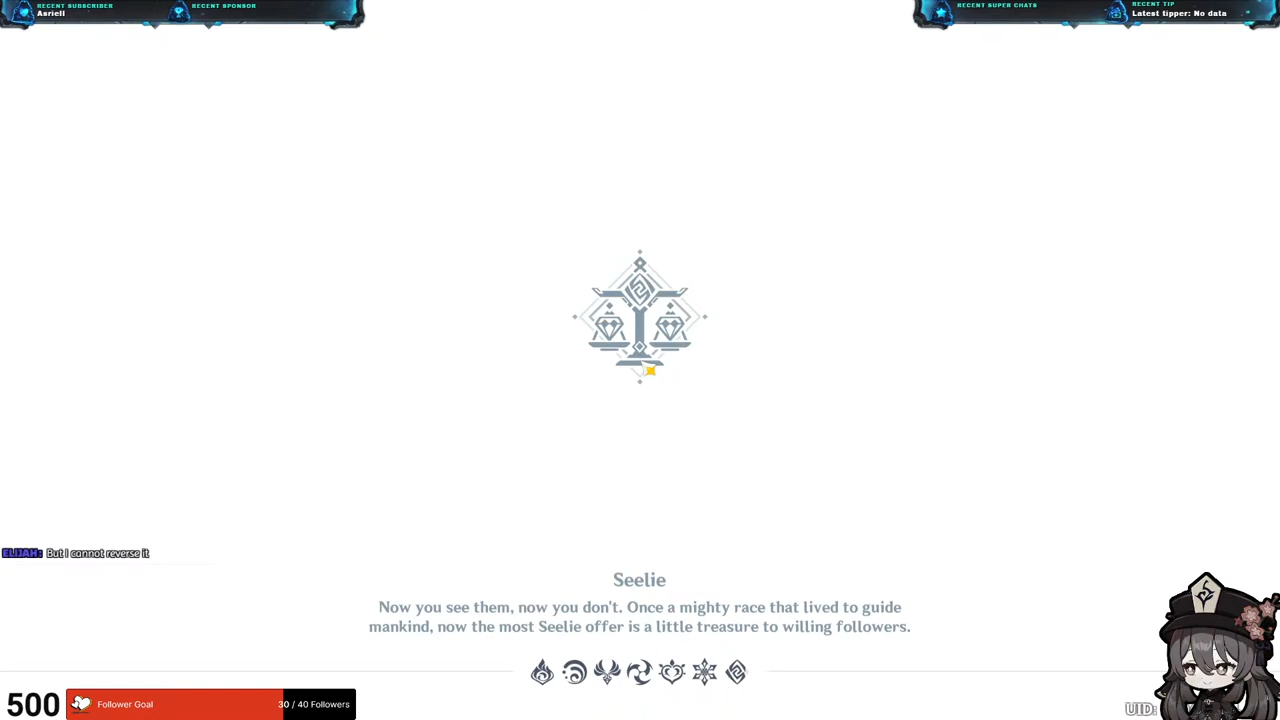 RECENT SUBSCRIBER
Asriell
RECENT SPONSOR
RECENT SUPER CHATS
RECENT TIP
Latest tipper: No data
ELIJAH: But I cannot reverse it
Seelie
Now you see them, now you don't. Once a mighty race that lived to guide
mankind, now the most Seelie offer is a little treasure to willing followers.
500
Follower Goal
30 / 40 Followers
UID: